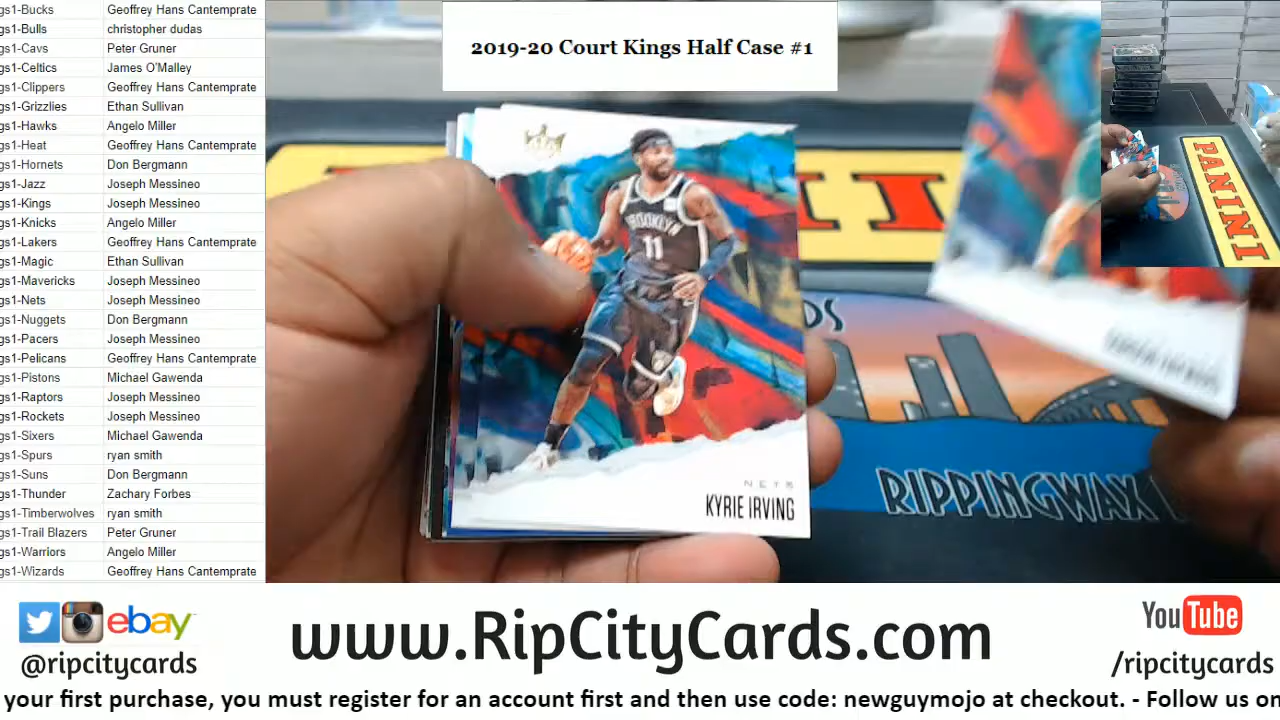 gs1-Bucks Geoffrey Hans Cantemprate
gs1-Bulls christopher dudas
gs1-Cavs Peter Gruner
gs1-Celtics James O'Malley
gs1-Clippers Geoffrey Hans Cantemprate
gs1-Grizzlies Ethan Sullivan
gs1-Hawks Angelo Miller
gs1-Heat Geoffrey Hans Cantemprate
gs1-Hornets Don Bergmann
gs1-Jazz Joseph Messineo
gs1-Kings Joseph Messineo
gs1-Knicks Angelo Miller
gs1-Lakers Geoffrey Hans Cantemprate
gs1-Magic Ethan Sullivan
gs1-Mavericks Joseph Messineo
gs1-Nets Joseph Messineo
gs1-Nuggets Don Bergmann
gs1-Pacers Joseph Messineo
gs1-Pelicans Geoffrey Hans Cantemprate
gs1-Pistons Michael Gawenda
gs1-Raptors Joseph Messineo
gs1-Rockets Joseph Messineo
gs1-Sixers Michael Gawenda
gs1-Spurs ryan smith
gs1-Suns Don Bergmann
gs1-Thunder Zachary Forbes
gs1-Timberwolves ryan smith
gs1-Trail Blazers Peter Gruner
gs1-Warriors Angelo Miller
gs1-Wizards Geoffrey Hans Cantemprate
2019-20 Court Kings Half Case #1
BROOKLYN
11
NETS
KYRIE IRVING
PANINI
DS
RIPPINGWAX
ebay
@ripcitycards
www.RipCityCards.com
YouTube
/ripcitycards
your first purchase, you must register for an account first and then use code: newguymojo at checkout. - Follow us on